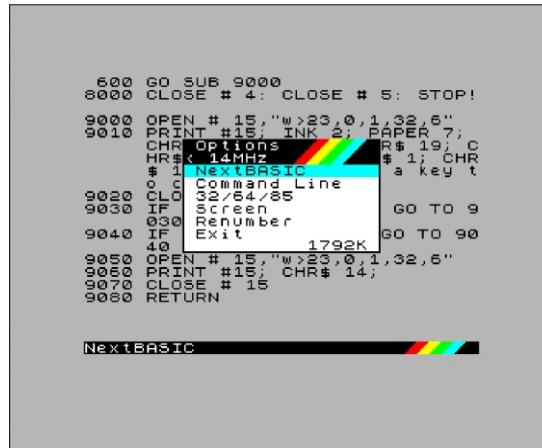 600 GO SUB 9000
8000 CLOSE # 4: CLOSE # 5: STOP!
9000 OPEN # 15,"w>23,0,1,32,6"
9010 PRINT #15; INK 2; PAPER 7;
CHR R$ 19; C
HR$ $ 1; CHR
$ 1 a key t
o c
9020 CLO
9030 IF GO TO 9
030
9040 IF GO TO 90
40
9050 OPEN # 15,"w>23,0,1,32,6"
9060 PRINT #15; CHR$ 14;
9070 CLOSE # 15
9080 RETURN
Options
< 14MHz
NextBASIC
Command Line
32/64/85
Screen
Renumber
Exit
1792K
NextBASIC